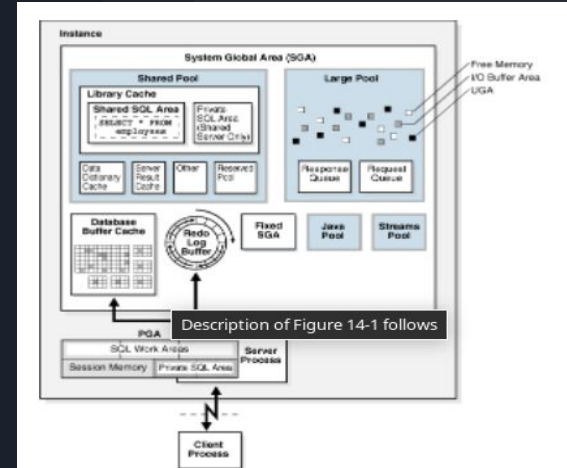 Instance
System Global Area (SGA)
Shared Pool
Library Cache
Shared SQL Area
SELECT * FROM
employees
Private
SQL Area
(Shared
Server Only)
Data
Dictionary
Cache
Server
Result
Cache
Other
Reserved
Pool
Large Pool
Response
Queue
Request
Queue
Free Memory
I/O Buffer Area
UGA
Database
Buffer Cache
Redo
Log
Buffer
Fixed
SGA
Java
Pool
Streams
Pool
Description of Figure 14-1 follows
PGA
SQL Work Areas
Session Memory
Private SQL Area
Server
Process
Client
Process